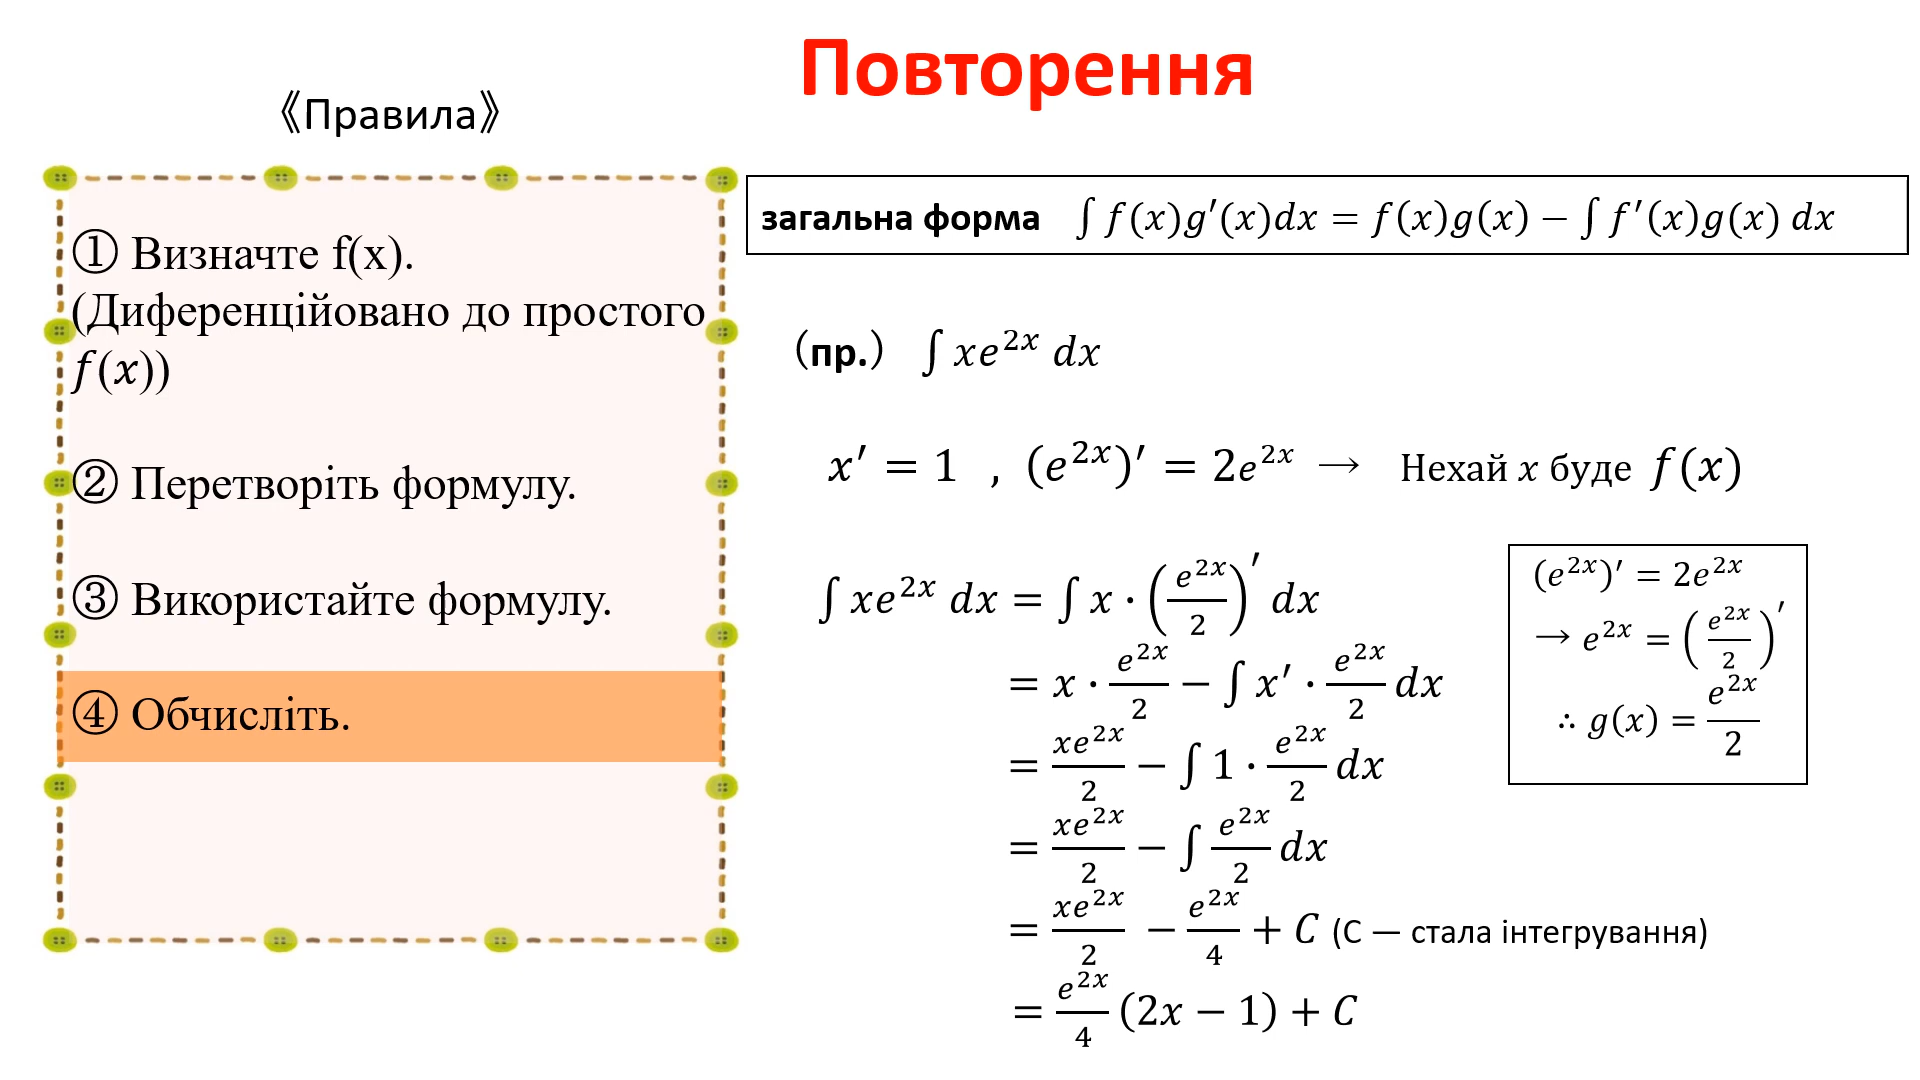 Повторення
《Правила》
① Визначте f(x).
(Диференційовано до простого
f(x))
② Перетворіть формулу.
③ Використайте формулу.
④ Обчисліть.
загальна форма ∫ f(x)g′(x)dx = f(x)g(x) − ∫ f′(x)g(x) dx
（пр.） ∫ xe^{2x} dx
x′ = 1 , (e^{2x})′ = 2e^{2x} → Нехай x буде f(x)
∫ xe^{2x} dx = ∫ x · (e^{2x}/2)′ dx
= x · e^{2x}/2 − ∫ x′ · e^{2x}/2 dx
= xe^{2x}/2 − ∫ 1 · e^{2x}/2 dx
= xe^{2x}/2 − ∫ e^{2x}/2 dx
= xe^{2x}/2 − e^{2x}/4 + C (C — стала інтегрування)
= e^{2x}/4 (2x − 1) + C
(e^{2x})′ = 2e^{2x}
→ e^{2x} = (e^{2x}/2)′
∴ g(x) = e^{2x}/2